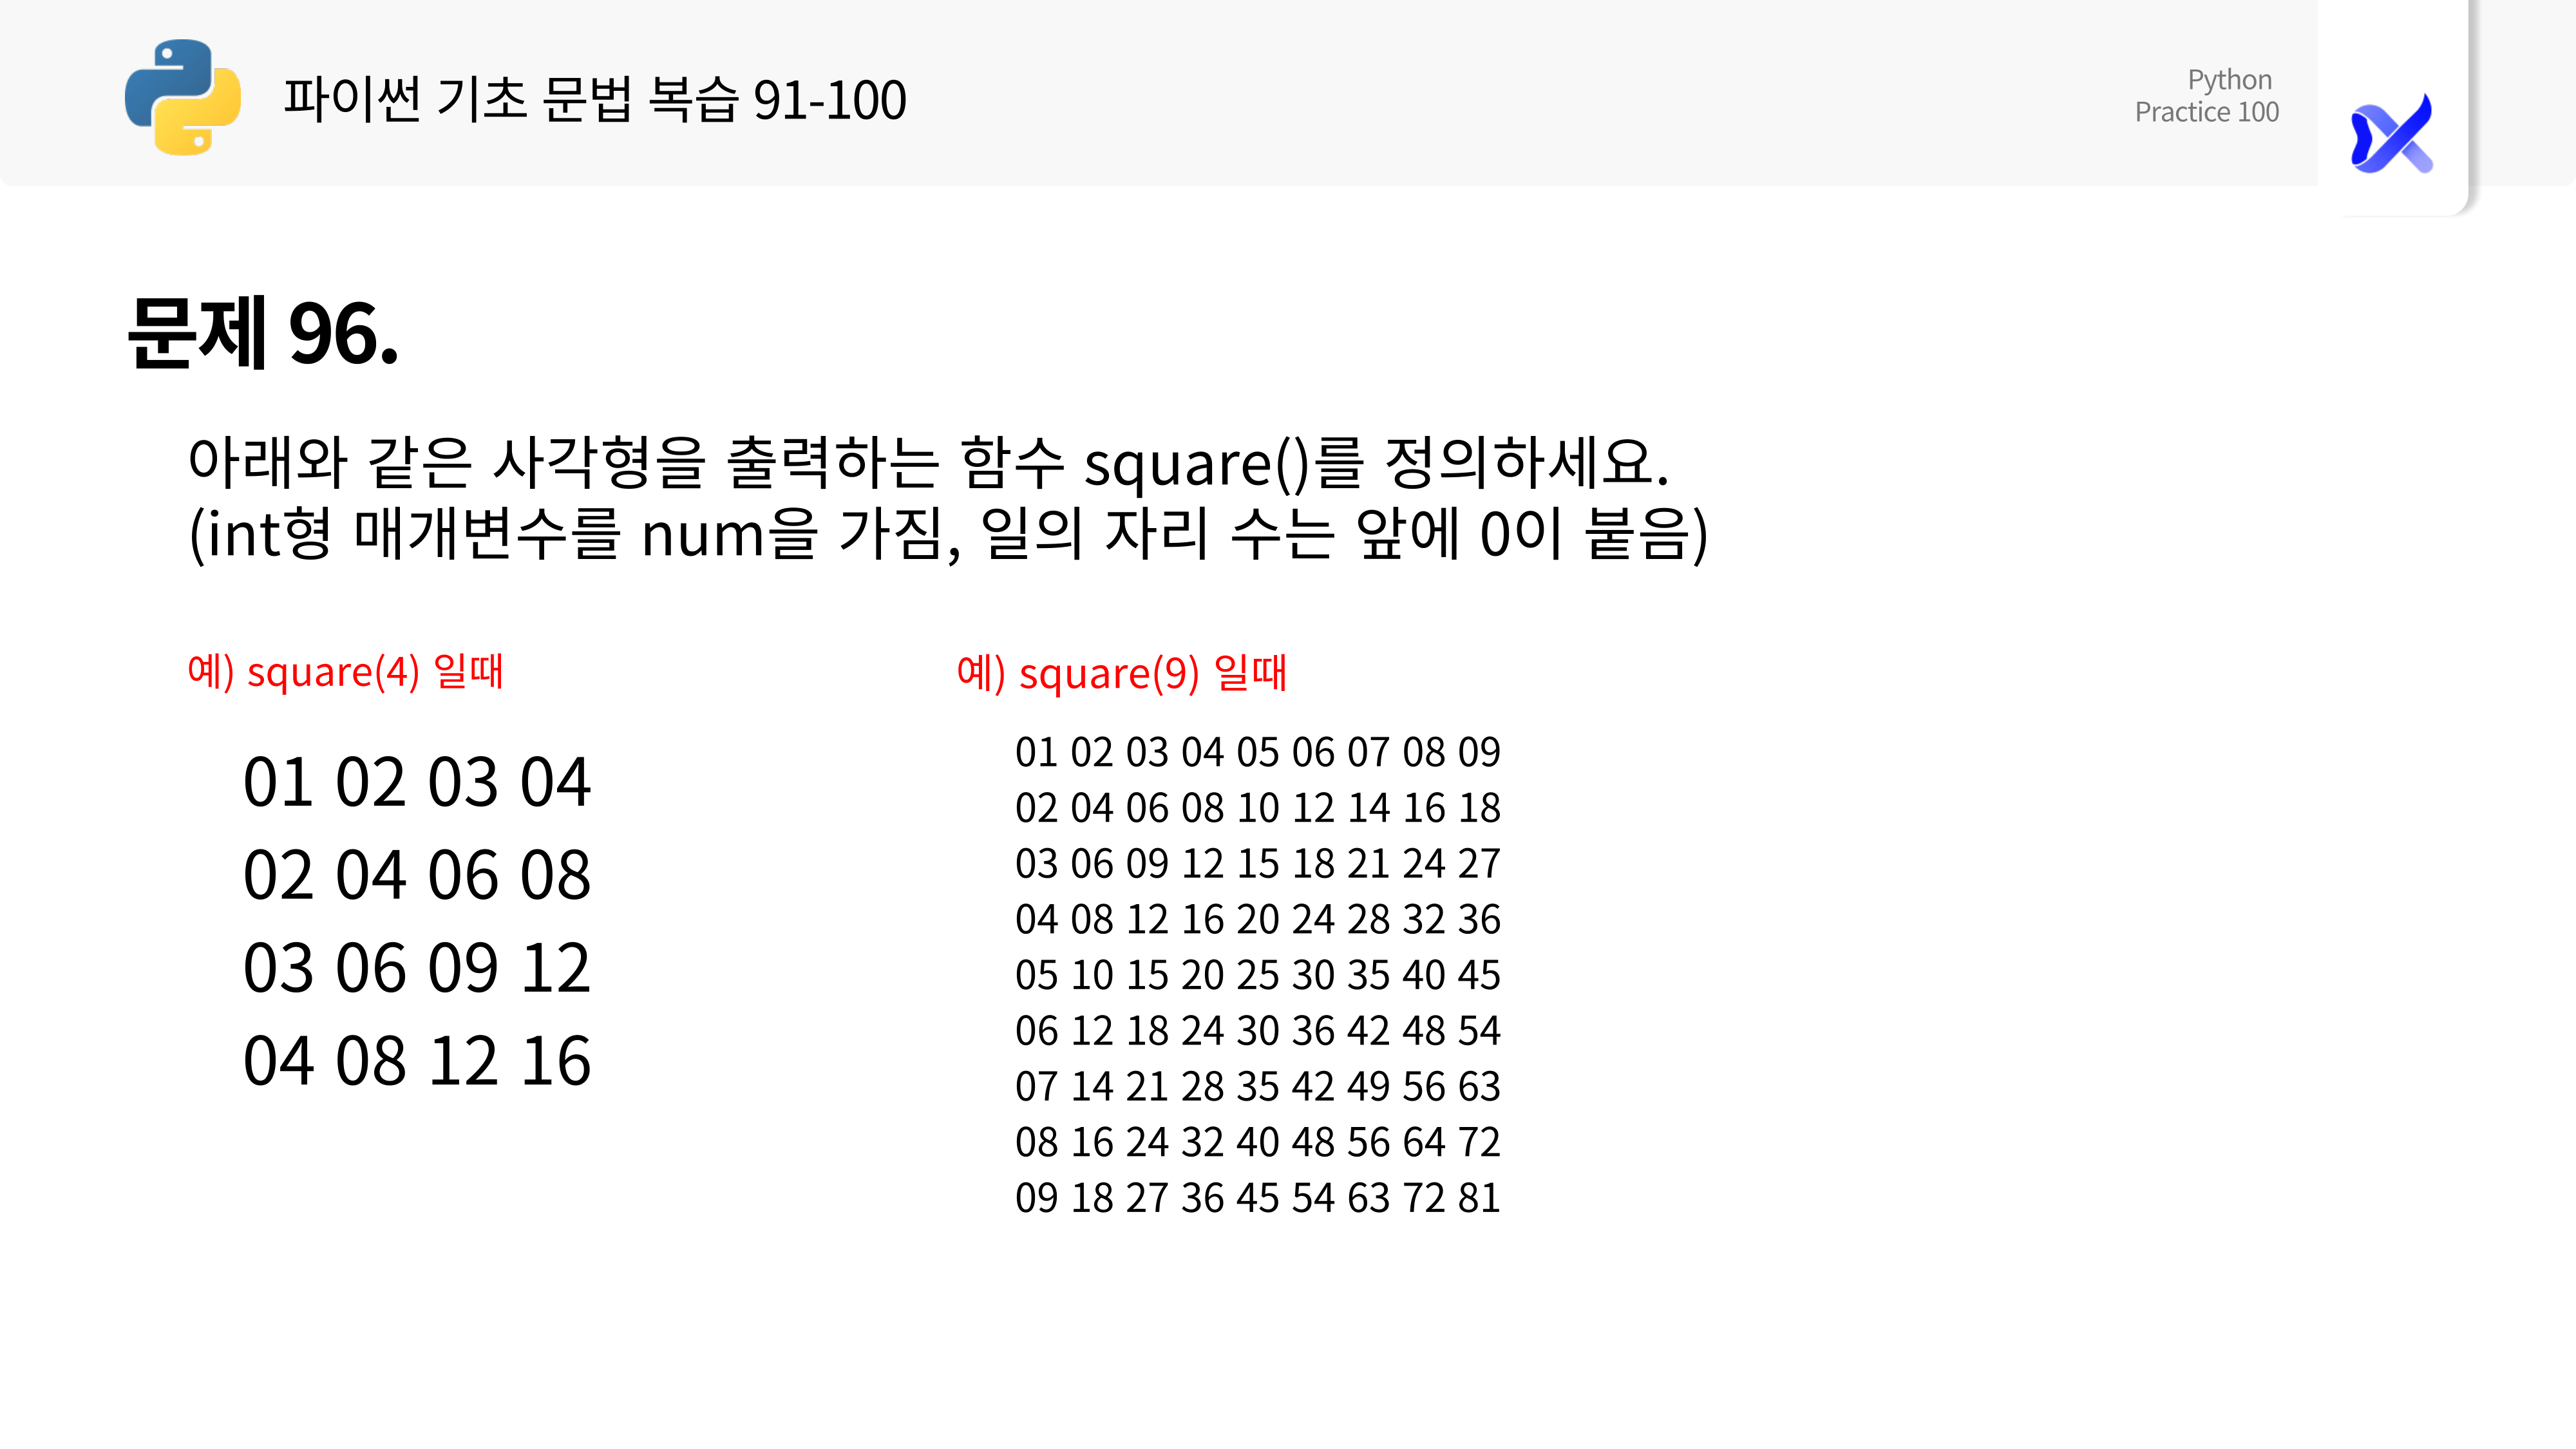 파이썬 기초 문법 복습 91-100
Python
Practice 100
문제 96.
아래와 같은 사각형을 출력하는 함수 square()를 정의하세요.
(int형 매개변수를 num을 가짐, 일의 자리 수는 앞에 0이 붙음)
예) square(4) 일때
01 02 03 04
02 04 06 08
03 06 09 12
04 08 12 16
예) square(9) 일때
01 02 03 04 05 06 07 08 09
02 04 06 08 10 12 14 16 18
03 06 09 12 15 18 21 24 27
04 08 12 16 20 24 28 32 36
05 10 15 20 25 30 35 40 45
06 12 18 24 30 36 42 48 54
07 14 21 28 35 42 49 56 63
08 16 24 32 40 48 56 64 72
09 18 27 36 45 54 63 72 81